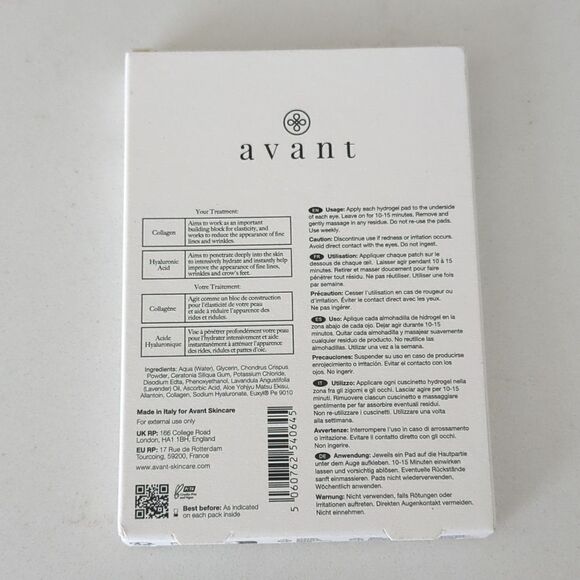 avant
Your Treatment:
Collagen
Aims to work as an important
building block for elasticity, and
works to reduce the appearance of fine
lines and wrinkles.
Hyaluronic
Acid
Aims to penetrate deeply into the skin
to intensively hydrate and instantly help
improve the appearance of fine lines,
wrinkles and crow's feet.
Votre Traitement:
Collagène
Agit comme un bloc de construction
pour l'élasticité de votre peau
et aide à réduire l'apparence des
rides et ridules.
Acide
Hyaluronique
Vise à pénétrer profondément votre peau
pour l'hydrater intensivement et aide
instantanément à atténuer l'apparence
des rides, ridules et pattes d'oie.
Ingredients: Aqua (Water), Glycerin, Chondrus Crispus
Powder, Ceratonia Siliqua Gum, Potassium Chloride,
Disodium Edta, Phenoxyethanol, Lavandula Angustifolia
(Lavender) Oil, Ascorbic Acid, Aloe Yohjyu Matsu Ekisu,
Allantoin, Collagen, Sodium Hyaluronate, Euxyl® Pe 9010
Made in Italy for Avant Skincare
For external use only
UK RP: 166 College Road
London, HA1 1BH, England
EU RP: 17 Rue de Rotterdam
Tourcoing, 59200, France
www.avant-skincare.com
PETA
Cruelty-Free
and Vegan
Best before: As indicated
on each pack inside
5 060762 540645
EN Usage: Apply each hydrogel pad to the underside
of each eye. Leave on for 10-15 minutes. Remove and
gently massage in any residue. Do not re-use the pads.
Use weekly.
Caution: Discontinue use if redness or irritation occurs.
Avoid direct contact with the eyes. Do not ingest.
FR Utilisation: Appliquer chaque patch sur le
dessous de chaque œil. Laisser agir pendant 10 à 15
minutes. Retirer et masser doucement pour faire
pénétrer tout résidu. Ne pas réutiliser. Utiliser une fois
par semaine.
Précaution: Cesser l'utilisation en cas de rougeur ou
d'irritation. Éviter le contact direct avec les yeux.
Ne pas ingérer.
ES Uso: Aplique cada almohadilla de hidrogel en la
zona abajo de cada ojo. Dejar agir durante 10-15
minutos. Quitar cada almohadilla y masajear suavemente
cualquier residuo de producto. No reutilizar las
almohadillas. Utilizar una vez a la semana.
Precauciones: Suspender su uso en caso de producirse
enrojecimiento o irritación. Evitar el contacto con los
ojos. No ingerir.
IT Utilizzo: Applicare ogni cuscinetto hydrogel nella
zona fra gli zigomi e gli occhi. Lasciar agire per 10-15
min. Rimuovere ciascun cuscinetto e massaggiare
gentilmente per far assorbire eventuali residui.
Non re-utilizzare i cuscinetti. Utilizzare una volta alla
settimana.
Avvertenze: Interrompere l'uso in caso di arrossamento
o irritazione. Evitare il contatto diretto con gli occhi.
Non ingerire.
DE Anwendung: Jeweils ein Pad auf die Hautpartie
unter dem Auge aufkleben. 10-15 Minuten einwirken
lassen und vorsichtig abziehen. Eventuelle Rückstände
sanft einmassieren. Pads nicht wiederverwenden.
Wöchentlich anwenden.
Warnung: Nicht verwenden, falls Rötungen oder
Irritationen auftreten. Direkten Augenkontakt vermeiden.
Nicht einnehmen.